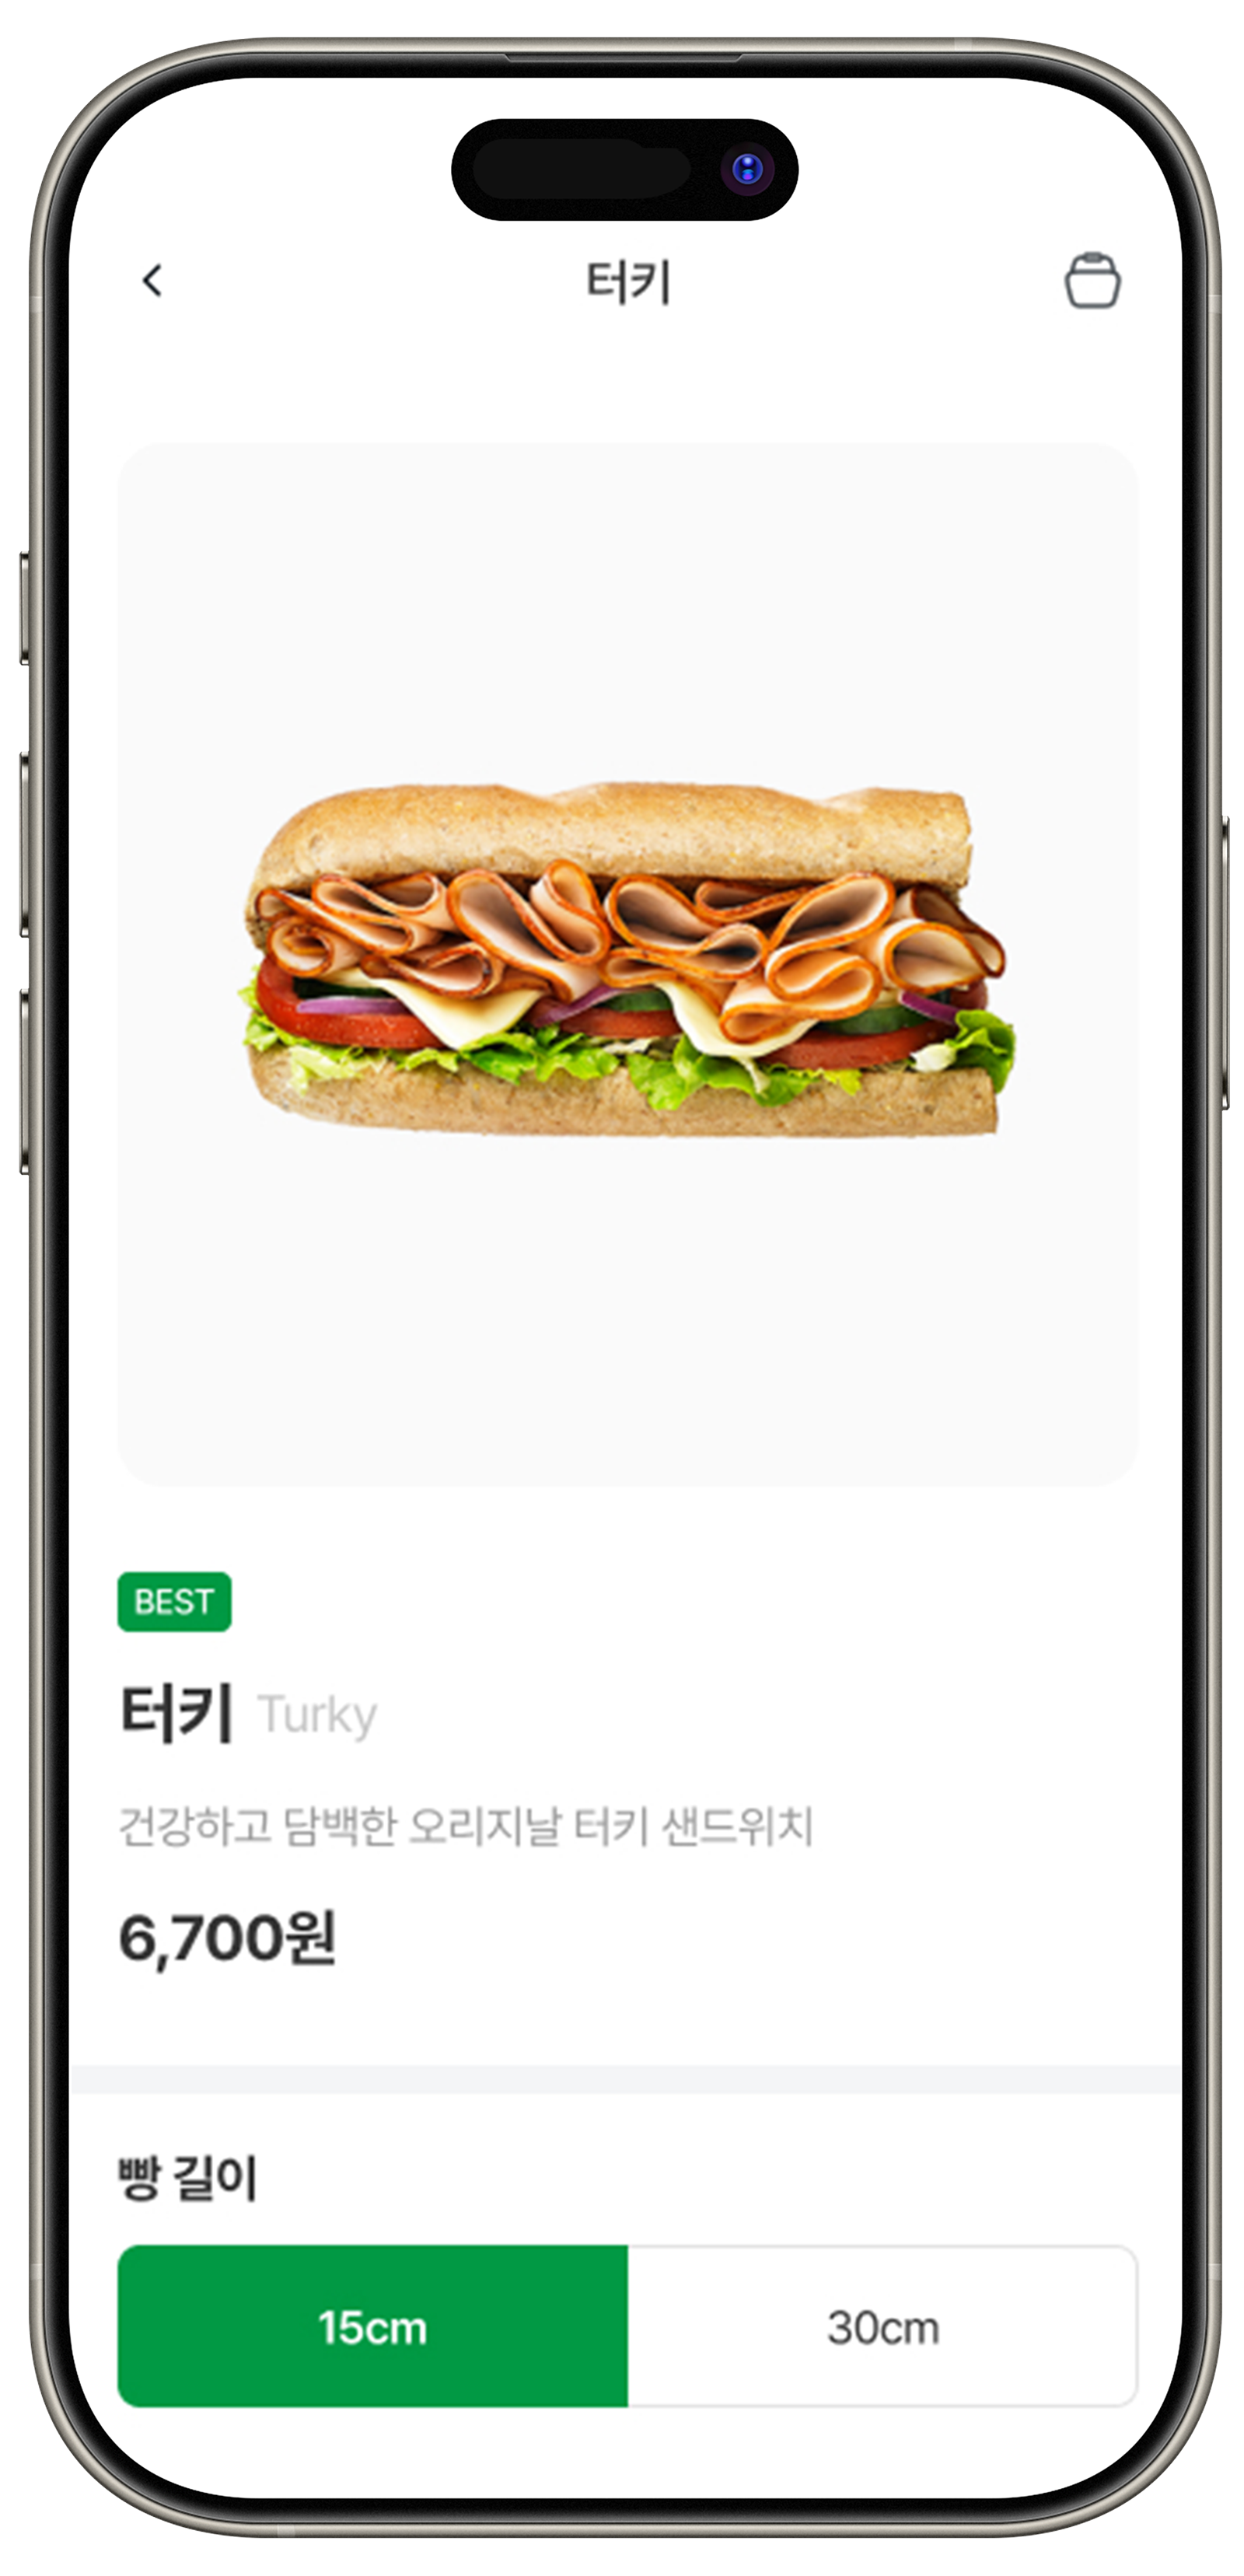 터키
BEST
터키 Turky
건강하고 담백한 오리지날 터키 샌드위치
6,700원
빵 길이
15cm 30cm